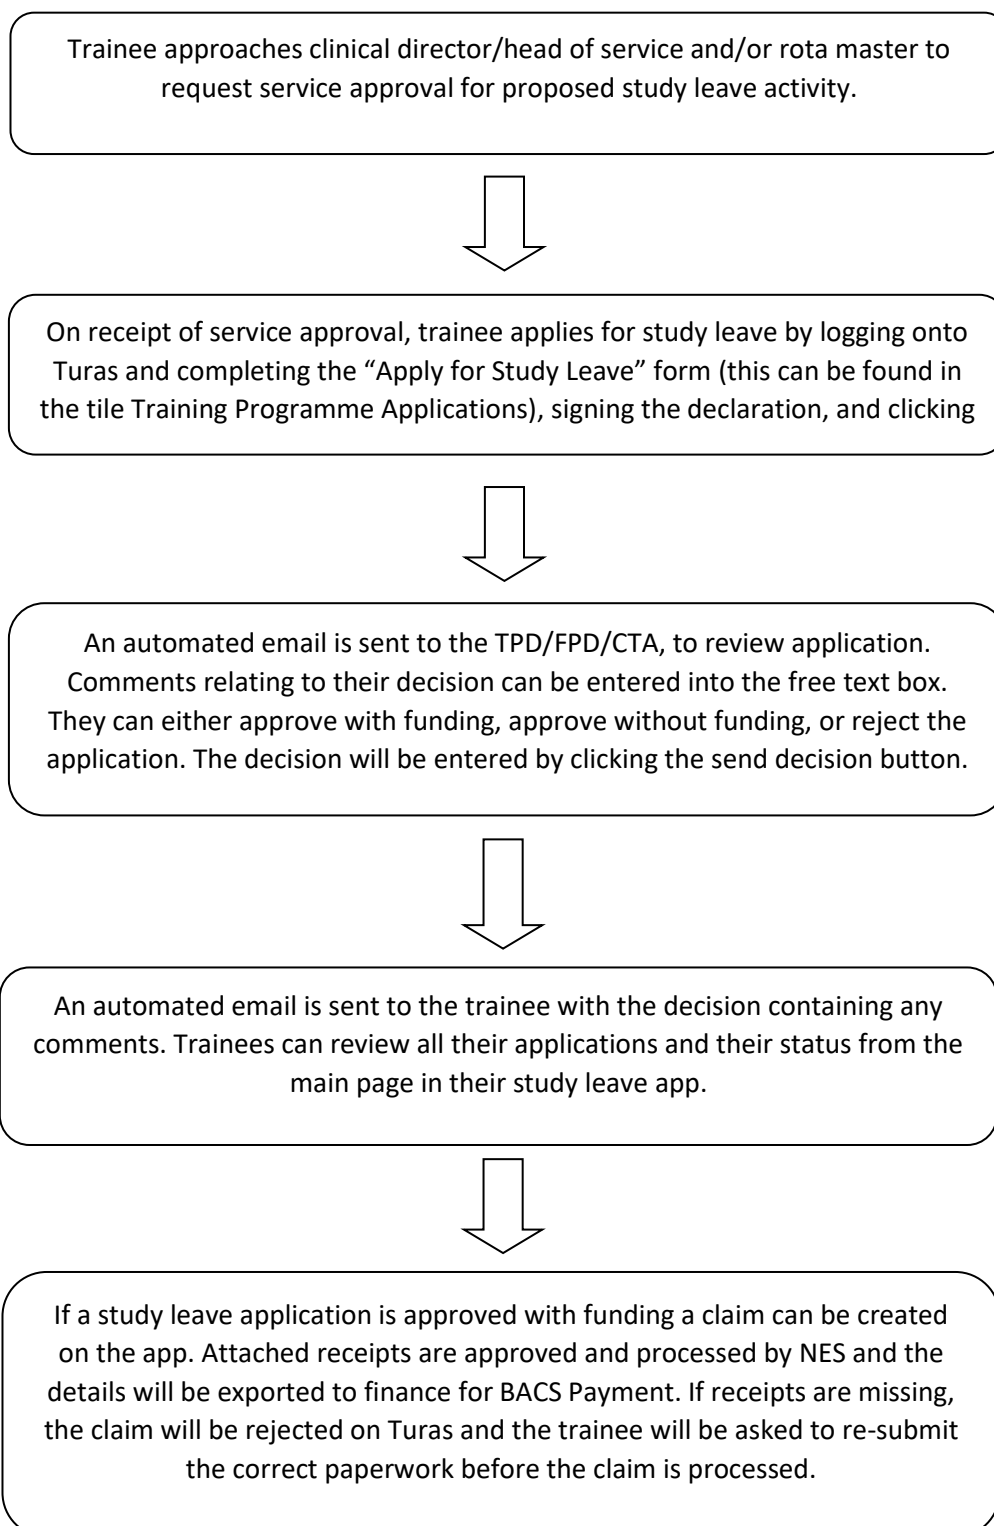 Trainee approaches clinical director/head of service and/or rota master to
request service approval for proposed study leave activity.
On receipt of service approval, trainee applies for study leave by logging onto
Turas and completing the “Apply for Study Leave” form (this can be found in
the tile Training Programme Applications), signing the declaration, and clicking
An automated email is sent to the TPD/FPD/CTA, to review application.
Comments relating to their decision can be entered into the free text box.
They can either approve with funding, approve without funding, or reject the
application. The decision will be entered by clicking the send decision button.
An automated email is sent to the trainee with the decision containing any
comments. Trainees can review all their applications and their status from the
main page in their study leave app.
If a study leave application is approved with funding a claim can be created
on the app. Attached receipts are approved and processed by NES and the
details will be exported to finance for BACS Payment. If receipts are missing,
the claim will be rejected on Turas and the trainee will be asked to re-submit
the correct paperwork before the claim is processed.